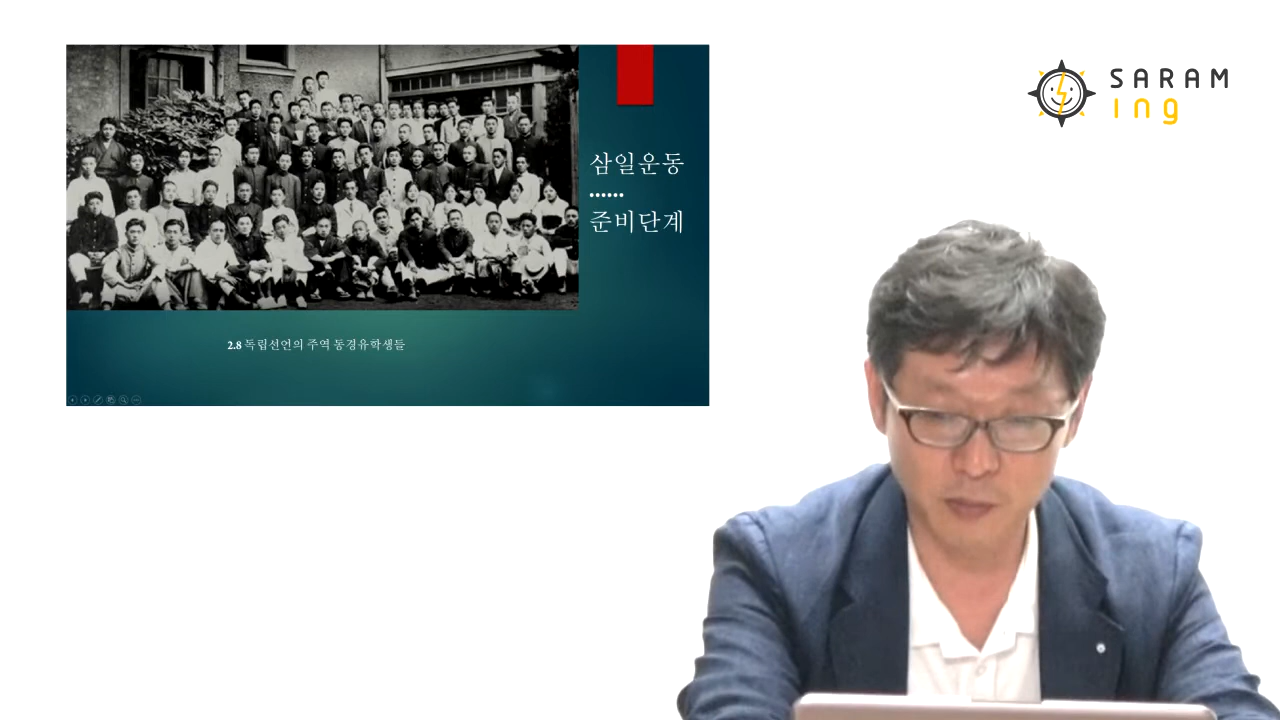 삼일운동
......
준비단계
2.8 독립선언의 주역 동경유학생들
SARAM
ing